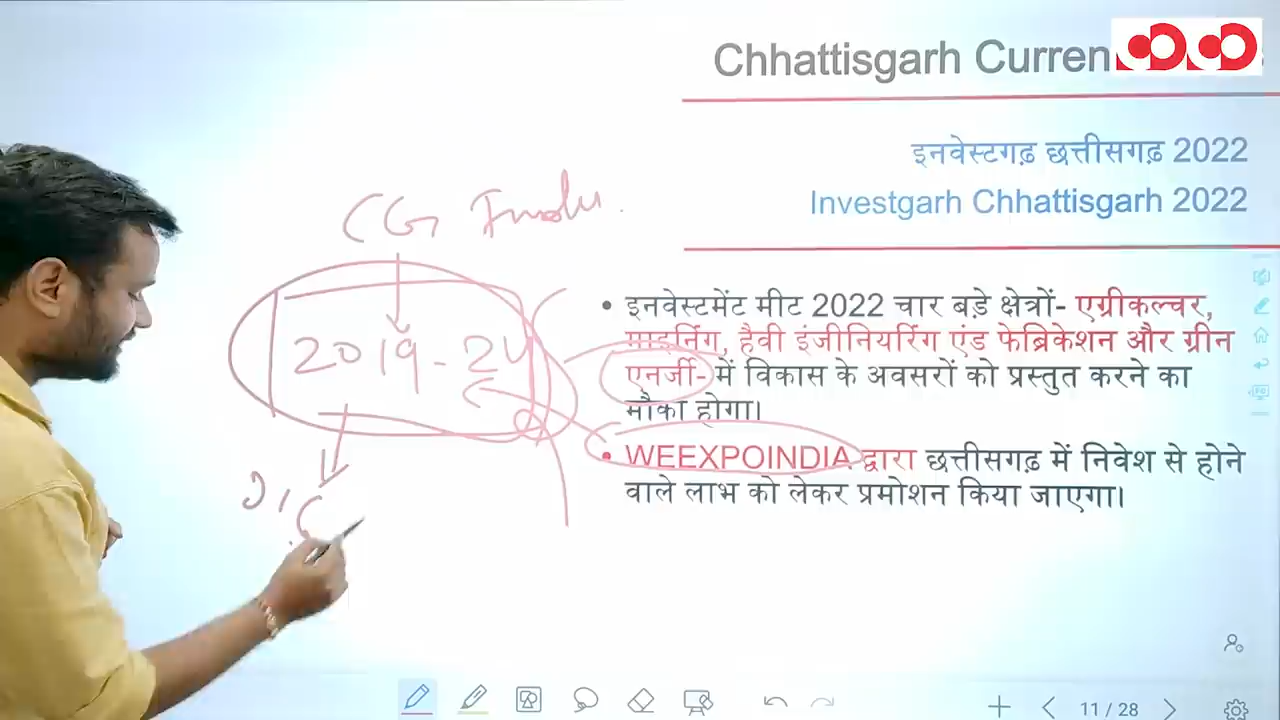 Chhattisgarh Curren
इनवेस्टगढ़ छत्तीसगढ़ 2022
Investgarh Chhattisgarh 2022
CG
2019-24
• इनवेस्टमेंट मीट 2022 चार बड़े क्षेत्रों- एग्रीकल्चर,
माइनिंग, हैवी इंजीनियरिंग एंड फेब्रिकेशन और ग्रीन
एनर्जी- में विकास के अवसरों को प्रस्तुत करने का
मौका होगा।
• WEEXPOINDIA द्वारा छत्तीसगढ़ में निवेश से होने
वाले लाभ को लेकर प्रमोशन किया जाएगा।
11 / 28